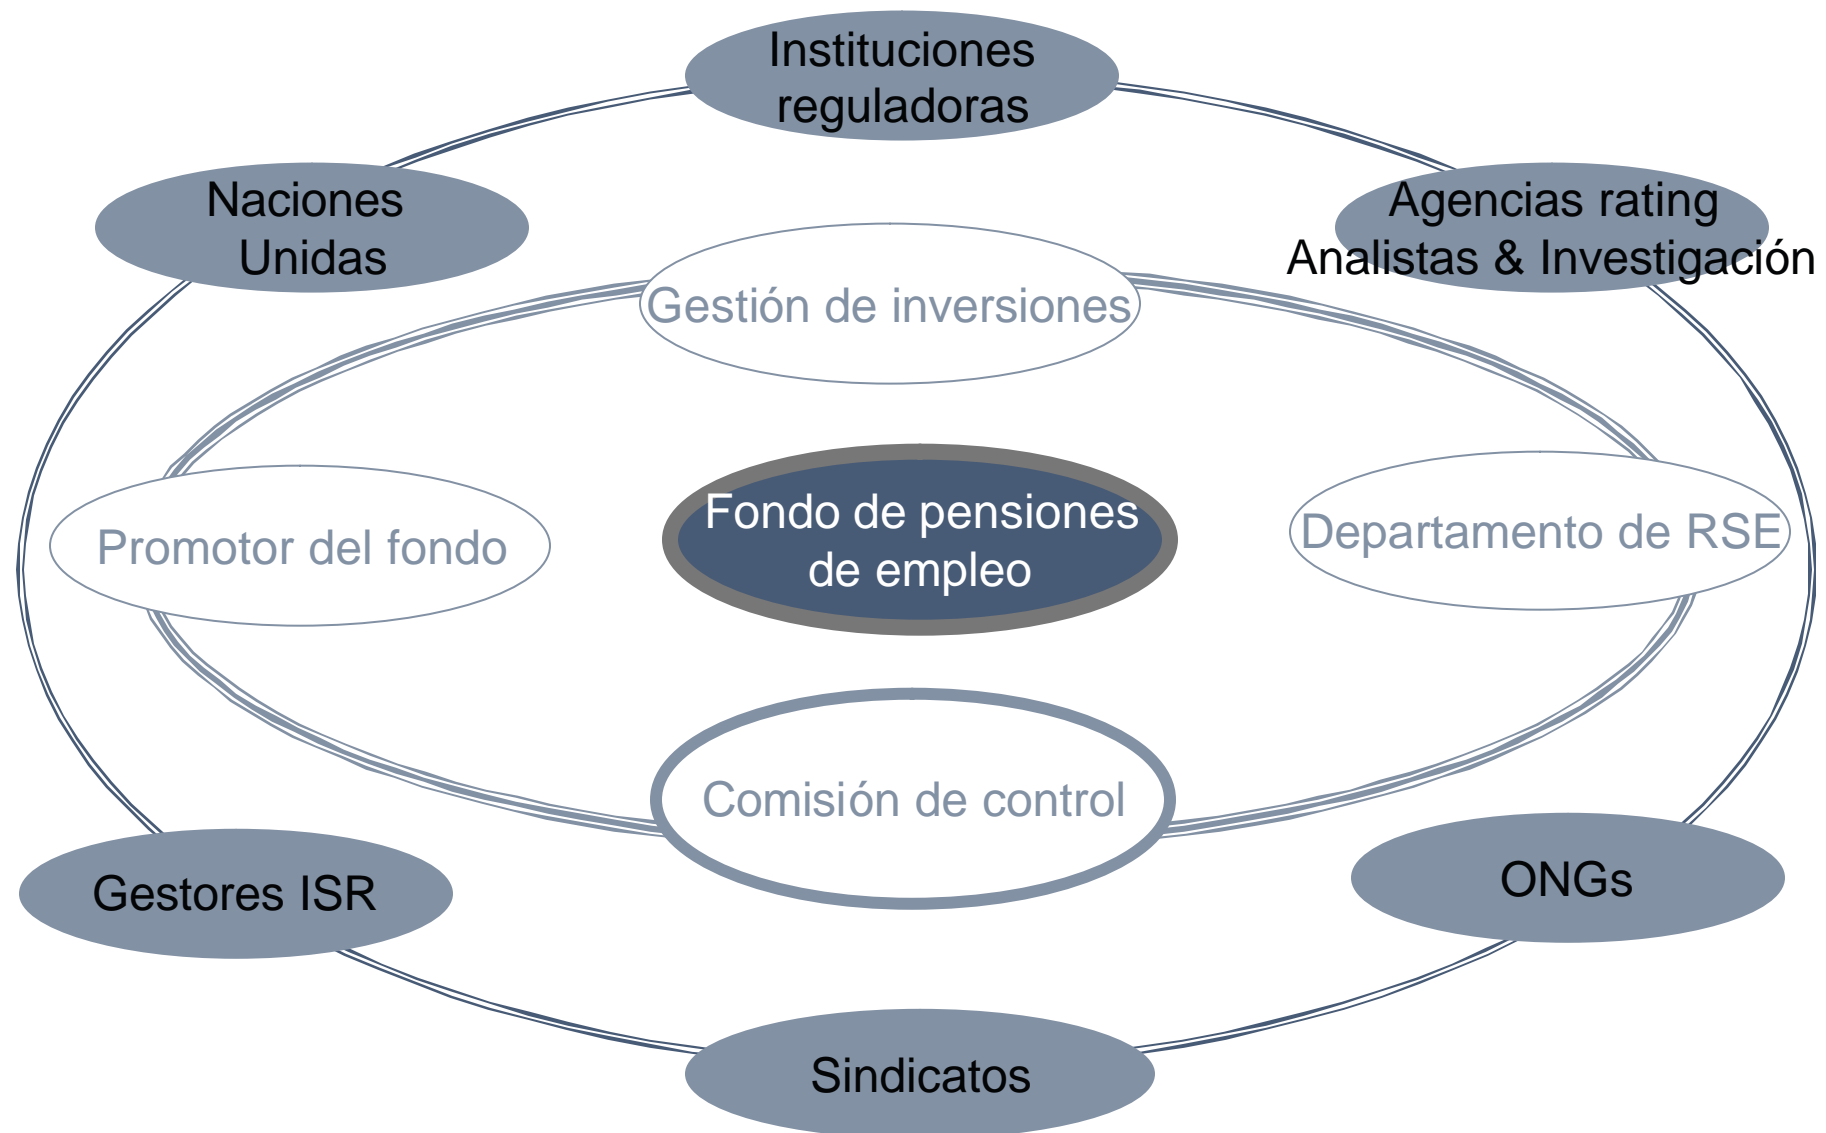 Instituciones
reguladoras
Naciones
Unidas
Agencias rating
Analistas & Investigación
Gestión de inversiones
Promotor del fondo
Fondo de pensiones
de empleo
Departamento de RSE
Comisión de control
Gestores ISR
ONGs
Sindicatos